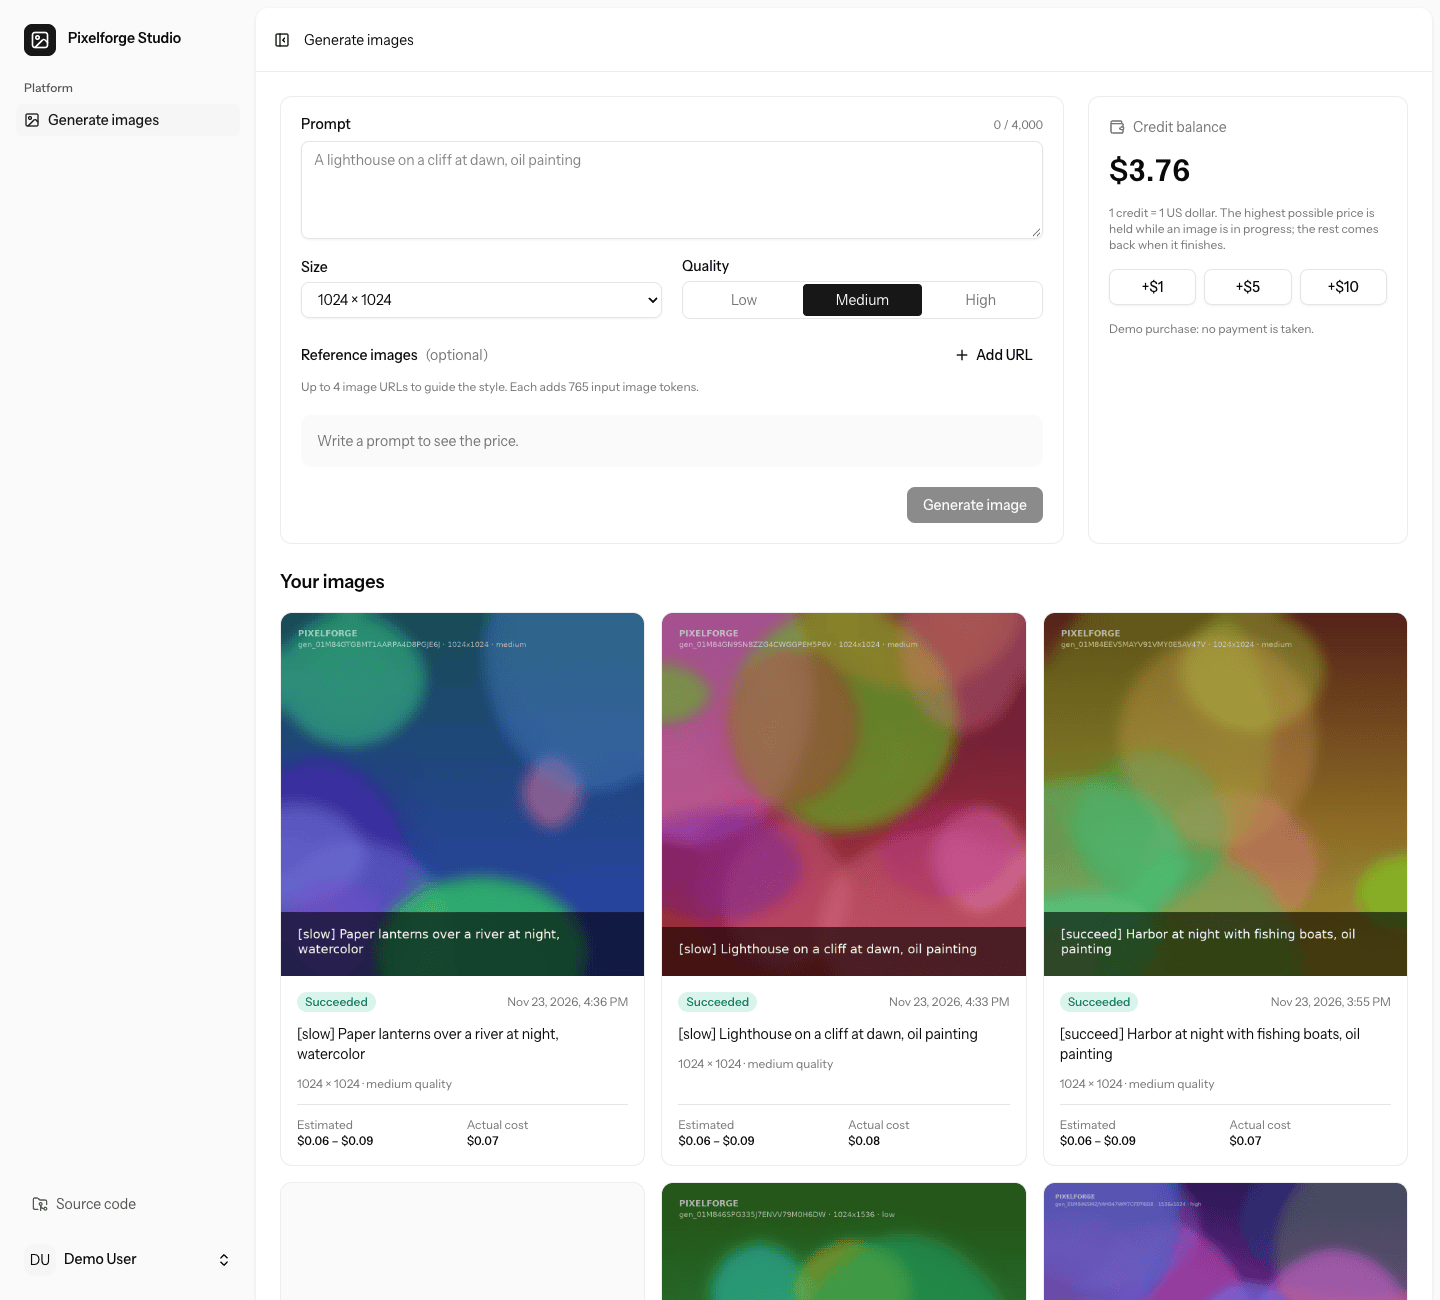 Pixelforge Studio
Platform
Generate images
Generate images
Prompt
0 / 4,000
A lighthouse on a cliff at dawn, oil painting
Size
1024 × 1024
Quality
Low
Medium
High
Reference images (optional)
+ Add URL
Up to 4 image URLs to guide the style. Each adds 765 input image tokens.
Write a prompt to see the price.
Generate image
Credit balance
$3.76
1 credit = 1 US dollar. The highest possible price is
held while an image is in progress; the rest comes
back when it finishes.
+$1
+$5
+$10
Demo purchase: no payment is taken.
Your images
PIXELFORGE
1024x1024 · medium
[slow] Paper lanterns over a river at night,
watercolor
Succeeded
Nov 23, 2026, 4:36 PM
[slow] Paper lanterns over a river at night,
watercolor
1024 × 1024 · medium quality
Estimated
$0.06 – $0.09
Actual cost
$0.07
PIXELFORGE
1024x1024 · medium
[slow] Lighthouse on a cliff at dawn, oil painting
Succeeded
Nov 23, 2026, 4:33 PM
[slow] Lighthouse on a cliff at dawn, oil painting
1024 × 1024 · medium quality
Estimated
$0.06 – $0.09
Actual cost
$0.08
PIXELFORGE
1024x1024 · medium
[succeed] Harbor at night with fishing boats, oil
painting
Succeeded
Nov 23, 2026, 3:55 PM
[succeed] Harbor at night with fishing boats, oil
painting
1024 × 1024 · medium quality
Estimated
$0.06 – $0.09
Actual cost
$0.07
PIXELFORGE
1024x1536 · low
PIXELFORGE
1536x1024 · high
Source code
DU
Demo User